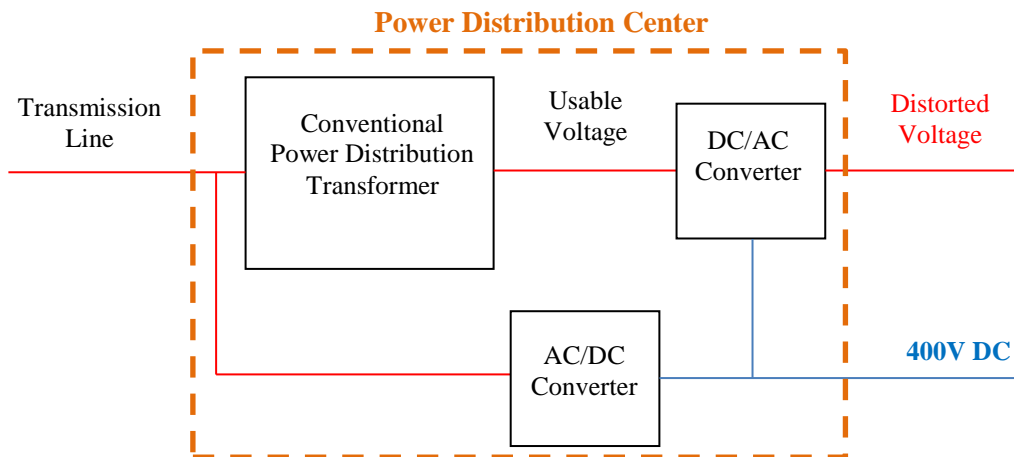 Power Distribution Center
Transmission
Line
Conventional
Power Distribution
Transformer
Usable
Voltage
DC/AC
Converter
Distorted
Voltage
AC/DC
Converter
400V DC